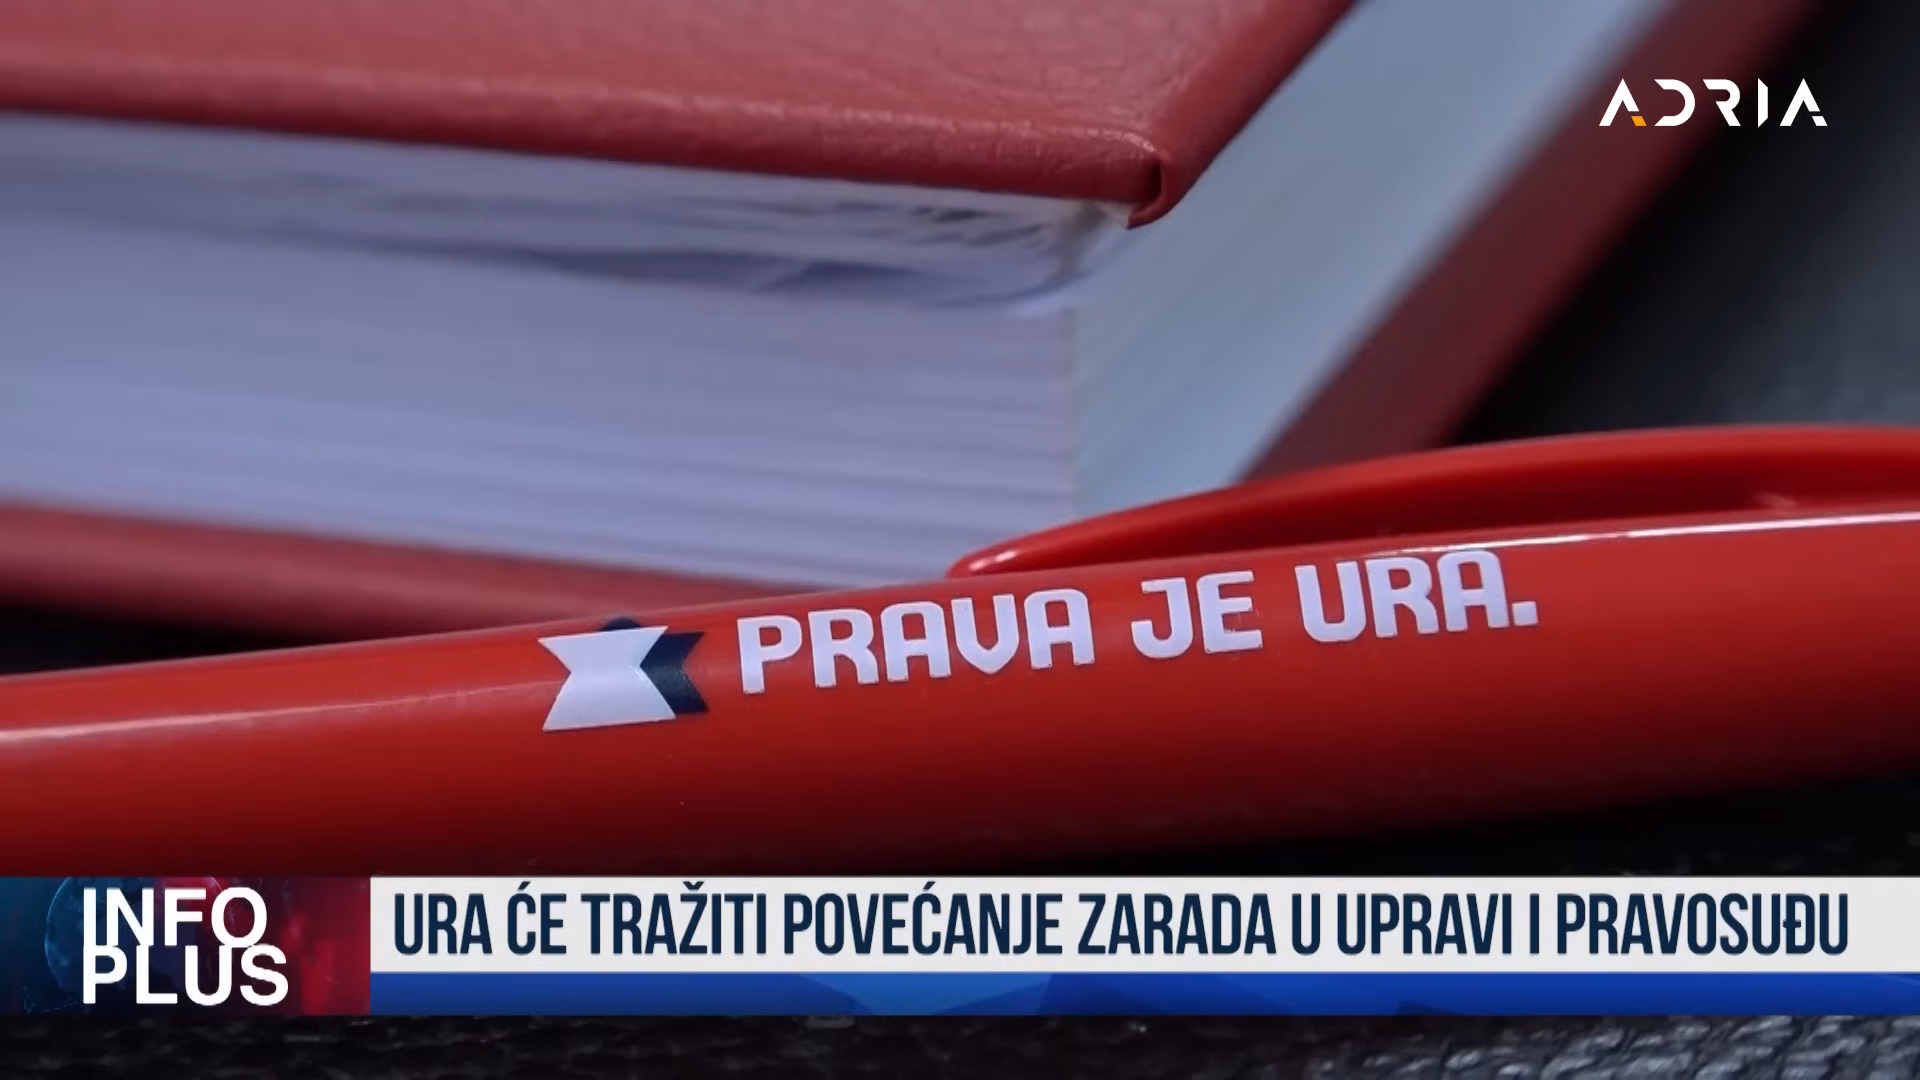 ADRIA
PRAVA JE URA.
INFO
PLUS
URA ĆE TRAŽITI POVEĆANJE ZARADA U UPRAVI I PRAVOSUĐU